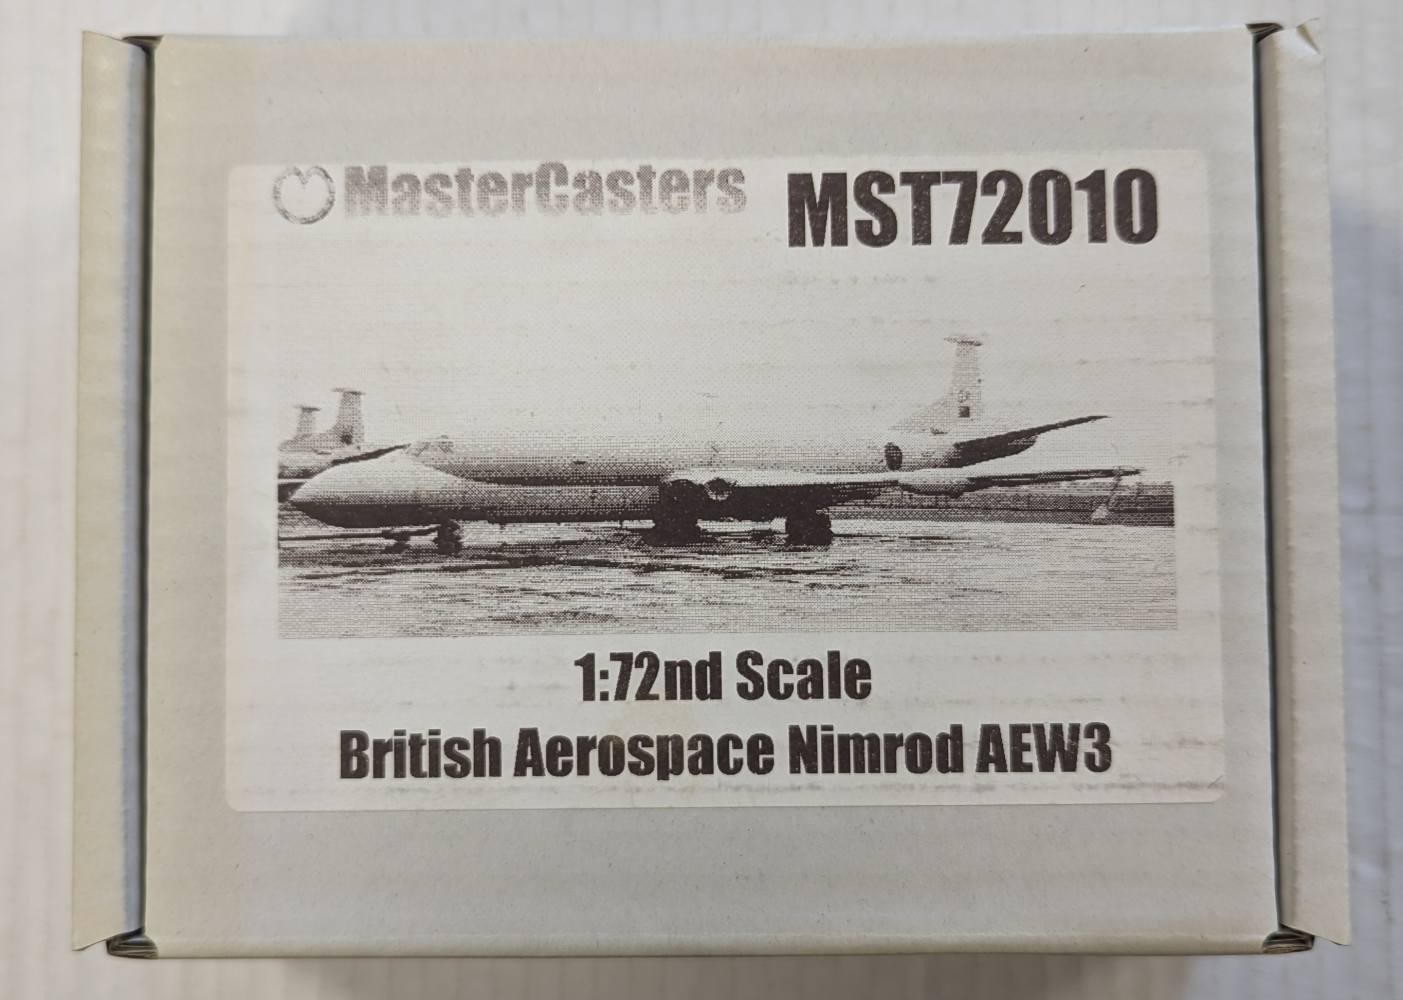 MasterCasters MST72010
1:72nd Scale
British Aerospace Nimrod AEW3